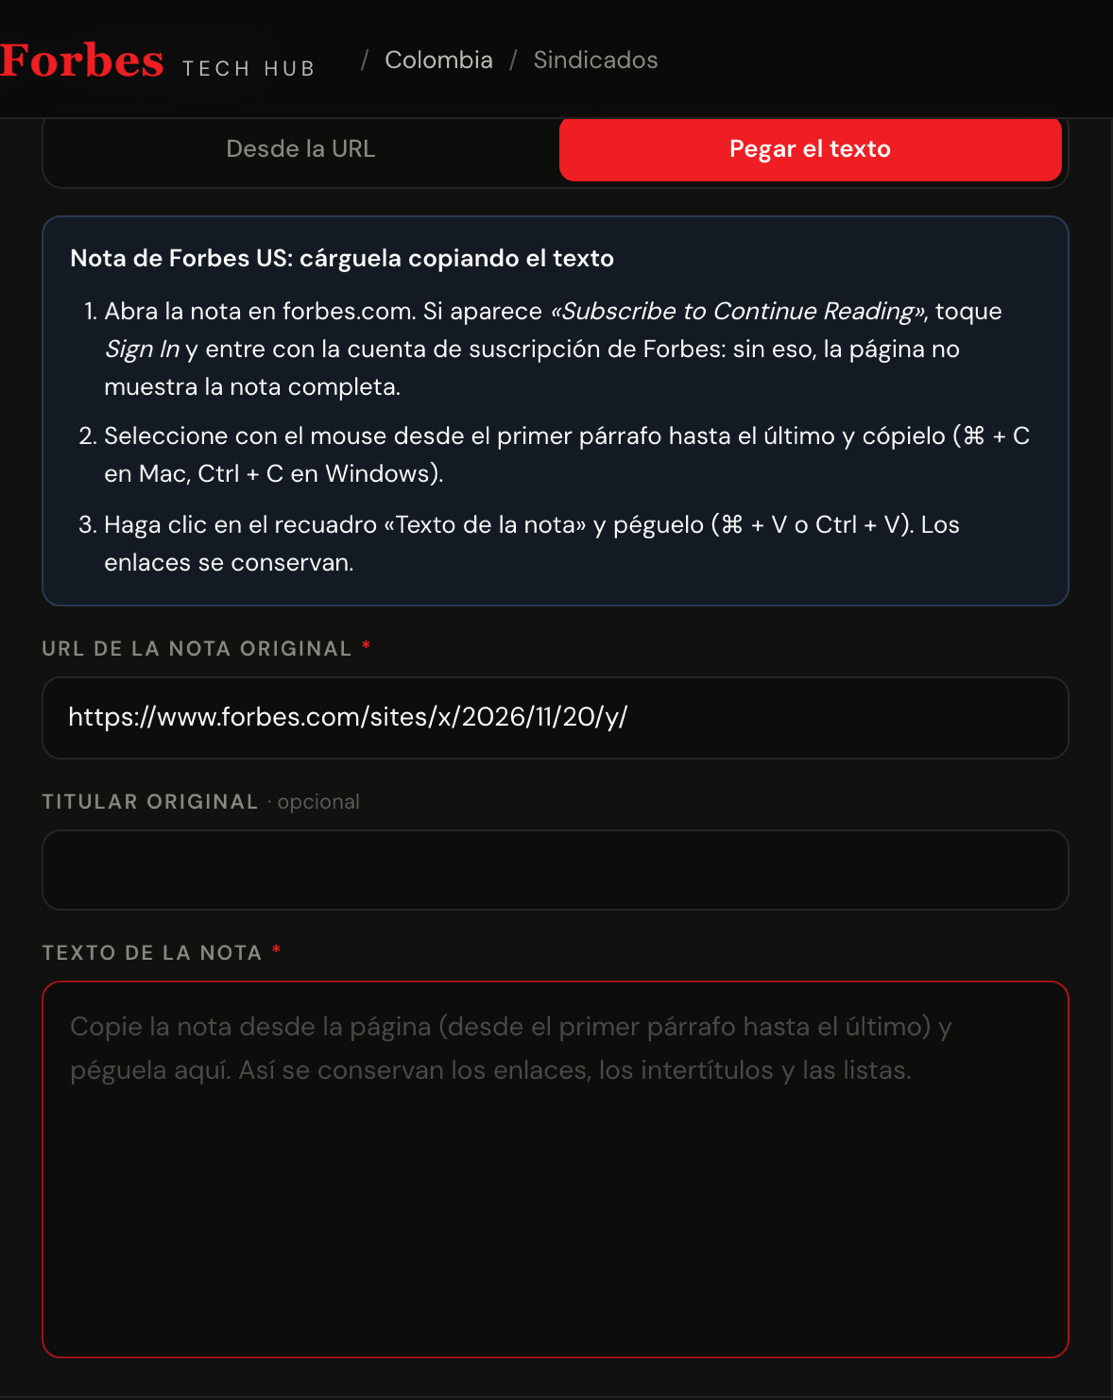 Forbes TECH HUB / Colombia / Sindicados
Desde la URL
Pegar el texto
Nota de Forbes US: cárguela copiando el texto
1. Abra la nota en forbes.com. Si aparece «Subscribe to Continue Reading», toque
Sign In y entre con la cuenta de suscripción de Forbes: sin eso, la página no
muestra la nota completa.
2. Seleccione con el mouse desde el primer párrafo hasta el último y cópielo (⌘ + C
en Mac, Ctrl + C en Windows).
3. Haga clic en el recuadro «Texto de la nota» y péguelo (⌘ + V o Ctrl + V). Los
enlaces se conservan.
URL DE LA NOTA ORIGINAL *
https://www.forbes.com/sites/x/2026/11/20/y/
TITULAR ORIGINAL · opcional
TEXTO DE LA NOTA *
Copie la nota desde la página (desde el primer párrafo hasta el último) y
péguela aquí. Así se conservan los enlaces, los intertítulos y las listas.